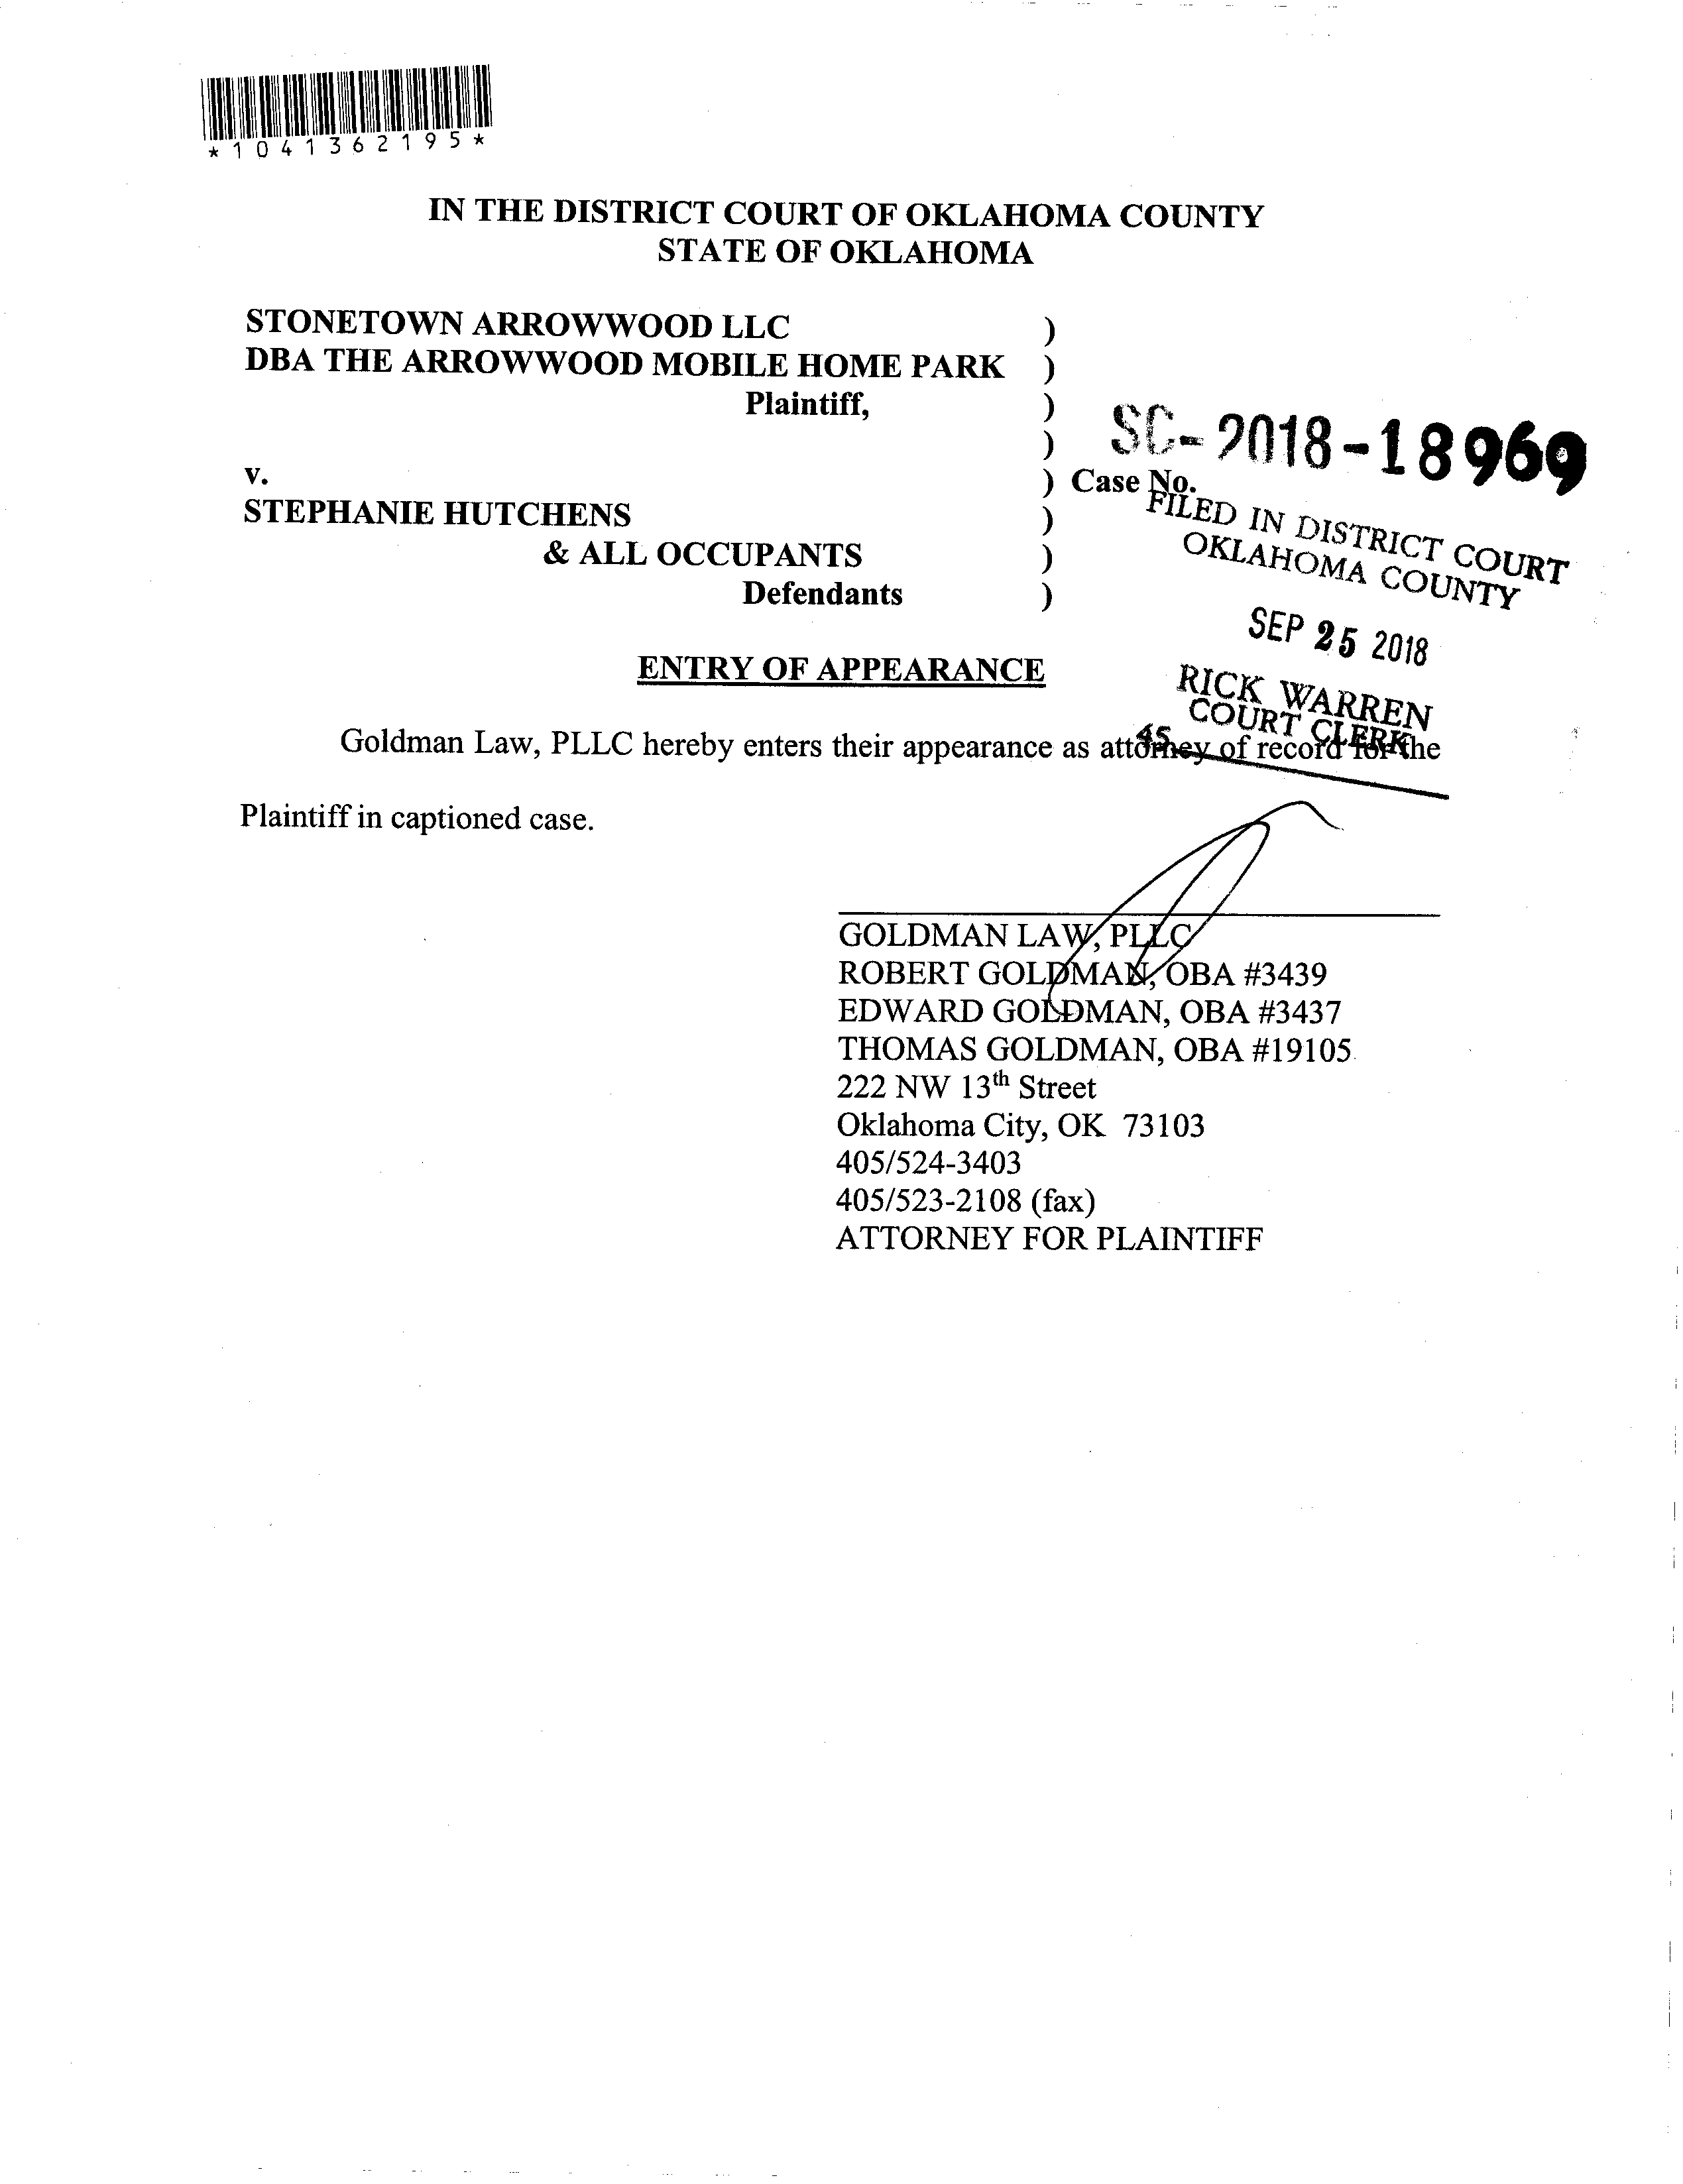 *1041362195*
IN THE DISTRICT COURT OF OKLAHOMA COUNTY
STATE OF OKLAHOMA
STONETOWN ARROWWOOD LLC )
DBA THE ARROWWOOD MOBILE HOME PARK )
Plaintiff, )
)
SC-2018-18969
v. ) Case No.
STEPHANIE HUTCHENS )
& ALL OCCUPANTS )
Defendants )
FILED IN DISTRICT COURT
OKLAHOMA COUNTY
SEP 25 2018
RICK WARREN
COURT CLERK
45
ENTRY OF APPEARANCE
Goldman Law, PLLC hereby enters their appearance as attorney of record for the
Plaintiff in captioned case.
GOLDMAN LAW, PLLC
ROBERT GOLDMAN, OBA #3439
EDWARD GOLDMAN, OBA #3437
THOMAS GOLDMAN, OBA #19105
222 NW 13th Street
Oklahoma City, OK 73103
405/524-3403
405/523-2108 (fax)
ATTORNEY FOR PLAINTIFF